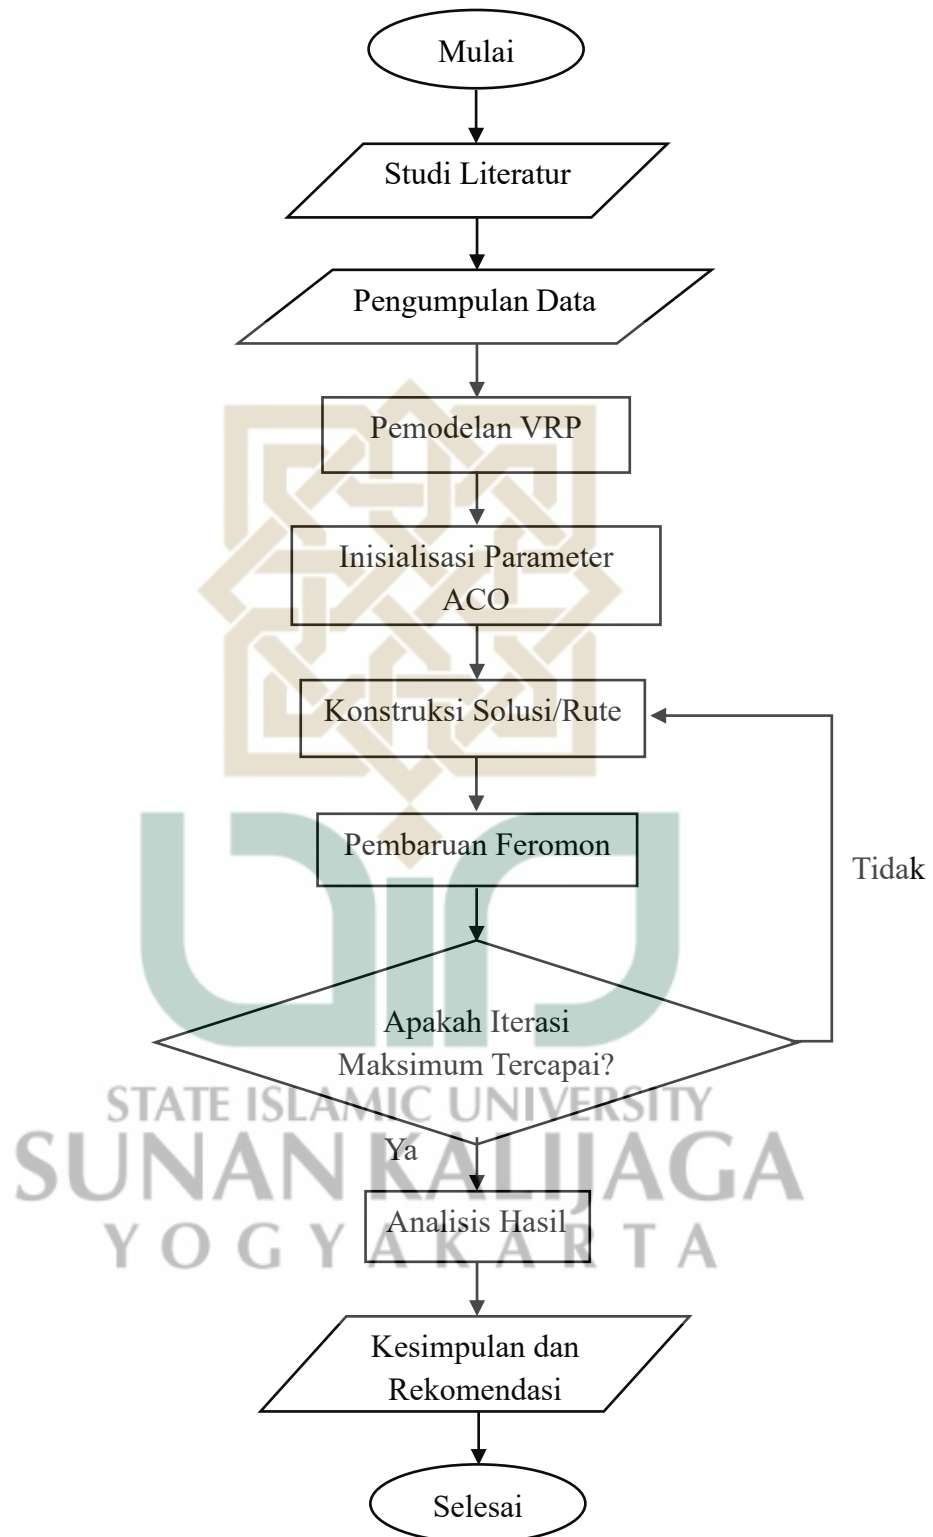 Mulai
Studi Literatur
Pengumpulan Data
Pemodelan VRP
Inisialisasi Parameter
ACO
Konstruksi Solusi/Rute
Pembaruan Feromon
Tidak
Apakah Iterasi
Maksimum Tercapai?
STATE ISLAMIC UNIVERSITY
SUNAN KALIJAGA
Ya
YOGYAKARTA
Analisis Hasil
Kesimpulan dan
Rekomendasi
Selesai